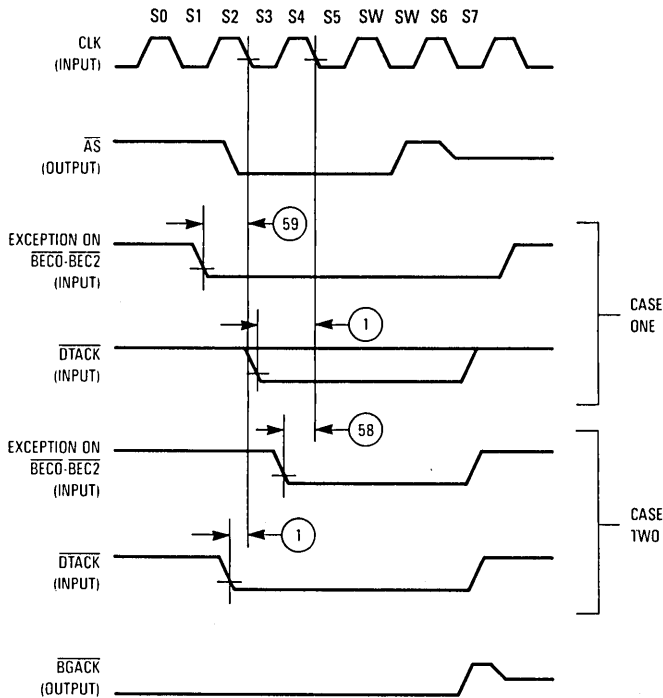 S0 S1 S2 S3 S4 S5 SW SW S6 S7
CLK
(INPUT)
AS
(OUTPUT)
59
EXCEPTION ON
BEC0-BEC2
(INPUT)
1
CASE
ONE
DTACK
(INPUT)
58
EXCEPTION ON
BEC0-BEC2
(INPUT)
1
CASE
TWO
DTACK
(INPUT)
BGACK
(OUTPUT)